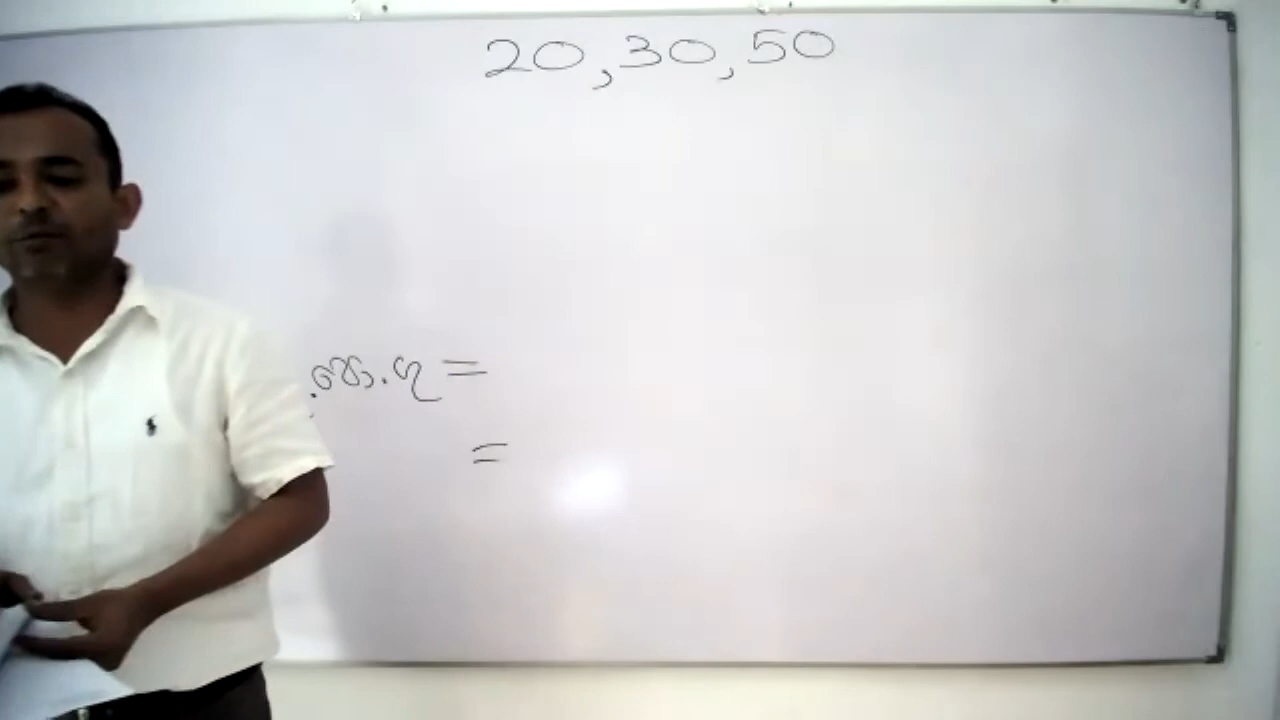 20, 30, 50
.පො.ගු =
=